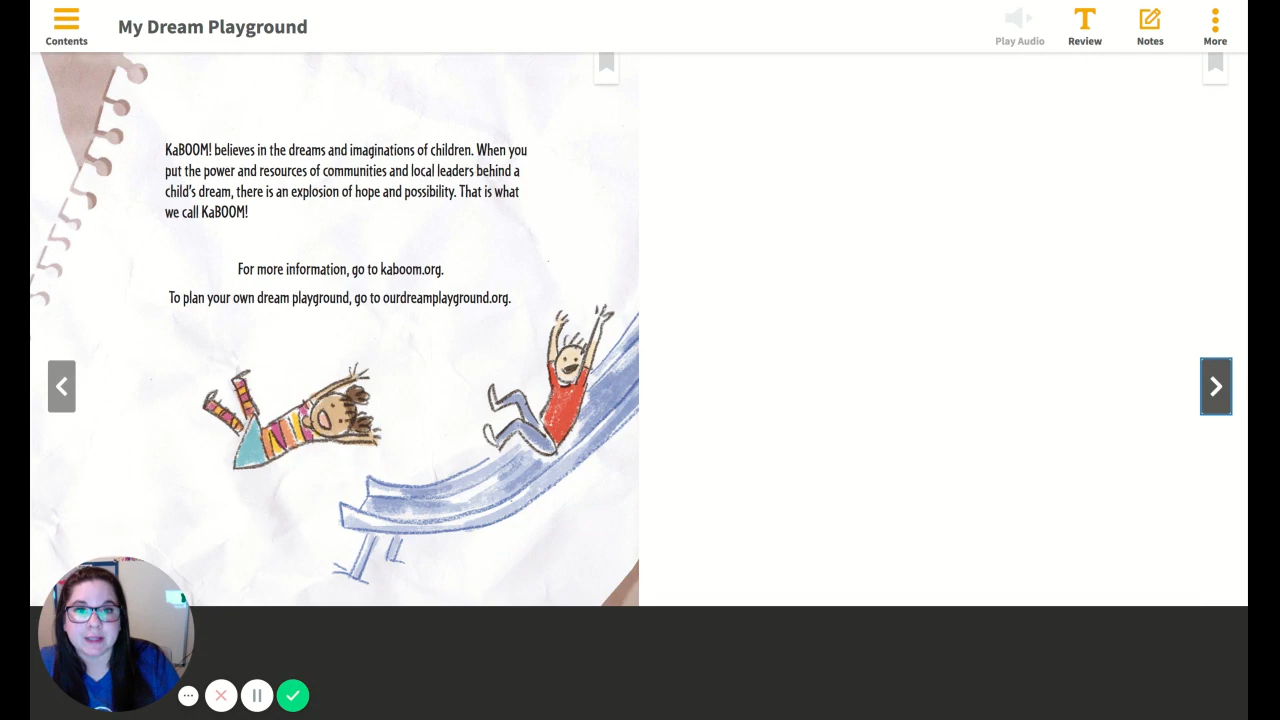 Contents
My Dream Playground
Play Audio
Review
Notes
More
KaBOOM! believes in the dreams and imaginations of children. When you
put the power and resources of communities and local leaders behind a
child's dream, there is an explosion of hope and possibility. That is what
we call KaBOOM!
For more information, go to kaboom.org.
To plan your own dream playground, go to ourdreamplayground.org.